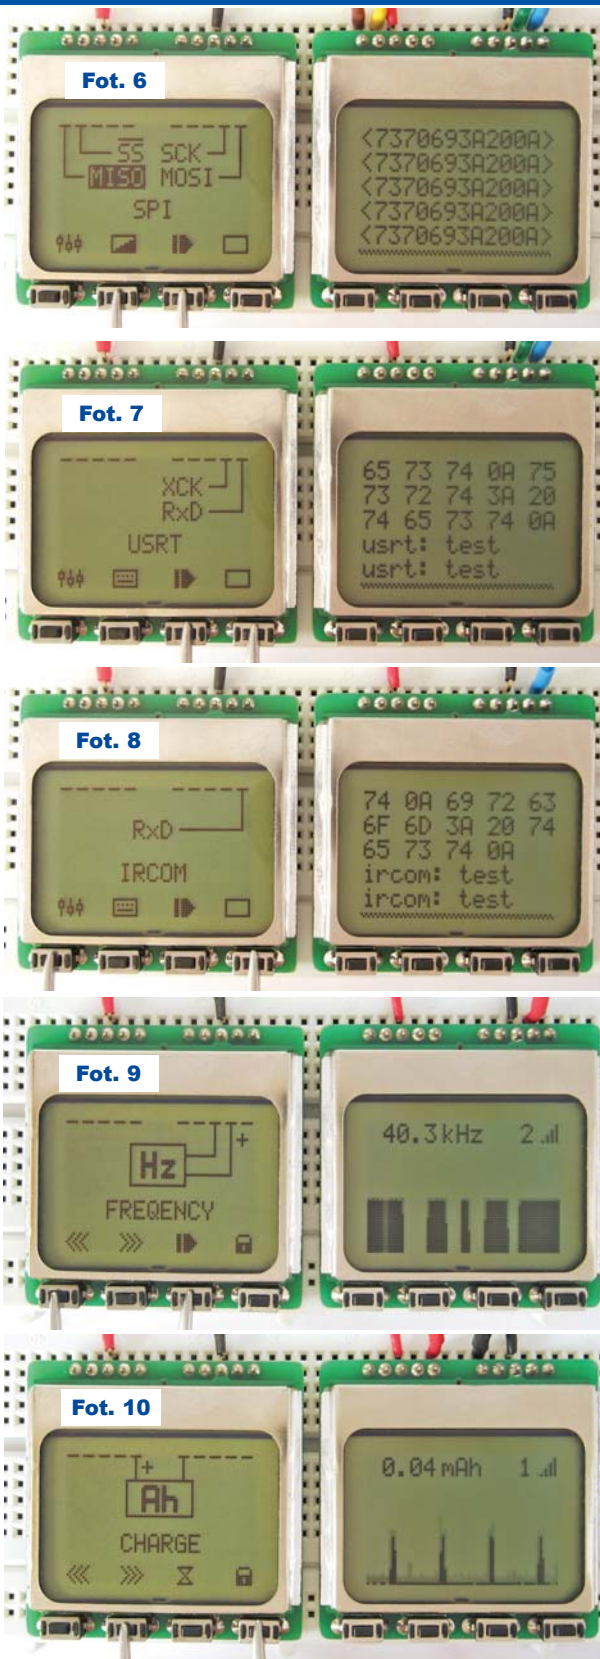 Fot. 6
SS SCK
MISO MOSI
SPI
<7370693A200A>
<7370693A200A>
<7370693A200A>
<7370693A200A>
<7370693A200A>
Fot. 7
XCK
RxD
USRT
65 73 74 0A 75
73 72 74 3A 20
74 65 73 74 0A
usrt: test
usrt: test
Fot. 8
RxD
IRCOM
74 0A 69 72 63
6F 6D 3A 20 74
65 73 74 0A
ircom: test
ircom: test
Fot. 9
+
Hz
FREQENCY
40.3kHz 2
Fot. 10
+
Ah
CHARGE
0.04mAh 1